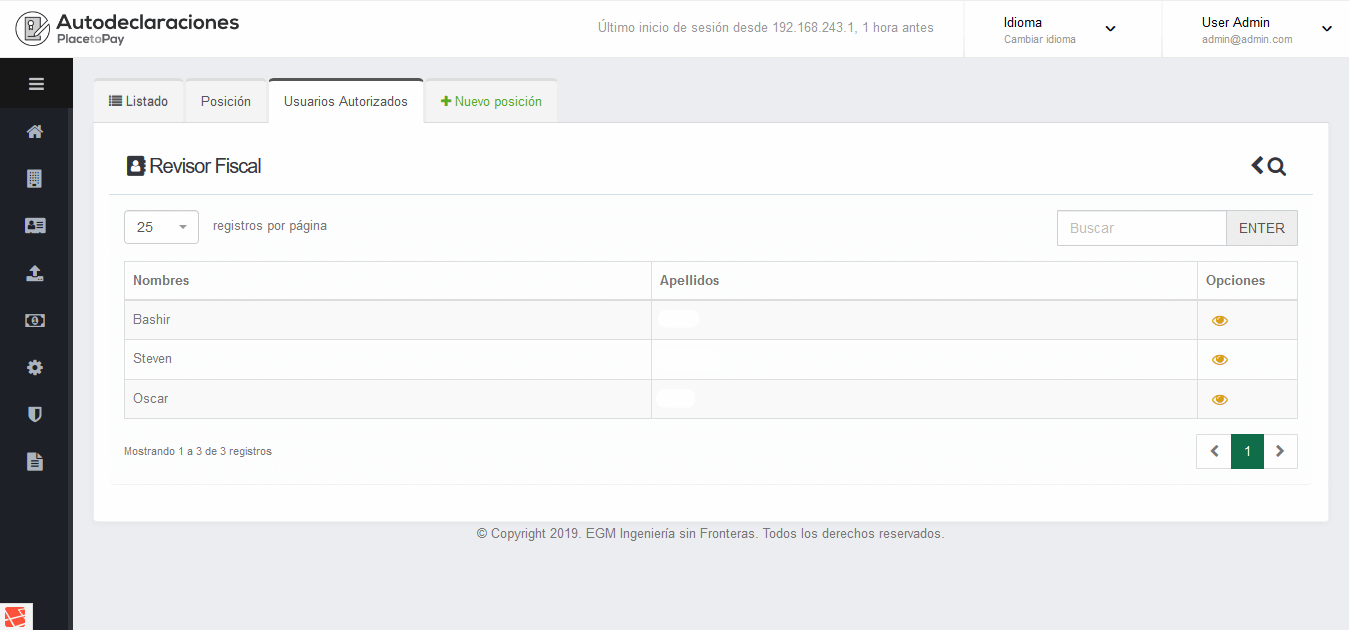 Autodeclaraciones
PlacetoPay
Último inicio de sesión desde 192.168.243.1, 1 hora antes
Idioma
Cambiar idioma
User Admin
admin@admin.com
Listado
Posición
Usuarios Autorizados
Nuevo posición
Revisor Fiscal
25
registros por página
Buscar
ENTER
Nombres Apellidos Opciones
Bashir
Steven
Oscar
Mostrando 1 a 3 de 3 registros
1
© Copyright 2019. EGM Ingeniería sin Fronteras. Todos los derechos reservados.